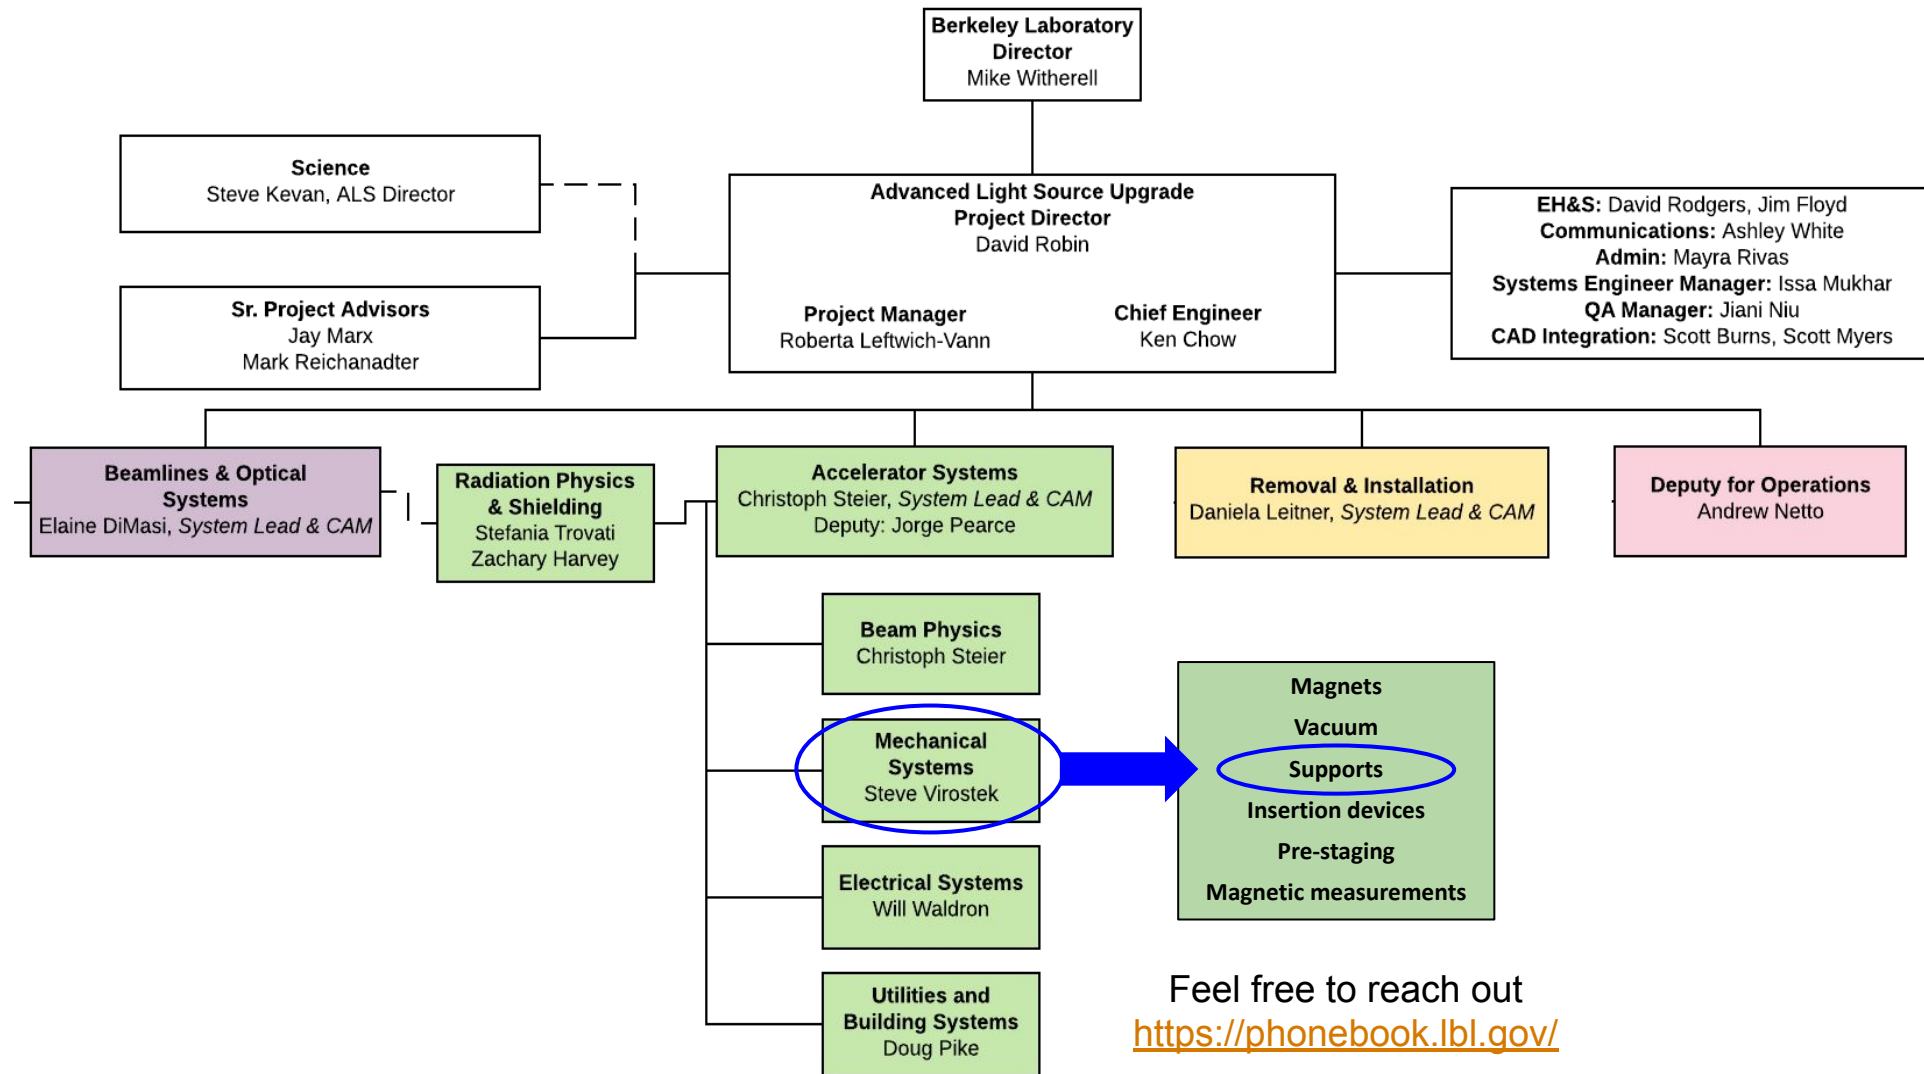 Berkeley Laboratory
Director
Mike Witherell
Science
Steve Kevan, ALS Director
Sr. Project Advisors
Jay Marx
Mark Reichanadter
Advanced Light Source Upgrade
Project Director
David Robin
Project Manager
Roberta Leftwich-Vann
Chief Engineer
Ken Chow
EH&S: David Rodgers, Jim Floyd
Communications: Ashley White
Admin: Mayra Rivas
Systems Engineer Manager: Issa Mukhar
QA Manager: Jiani Niu
CAD Integration: Scott Burns, Scott Myers
Beamlines & Optical
Systems
Elaine DiMasi, System Lead & CAM
Radiation Physics
& Shielding
Stefania Trovati
Zachary Harvey
Accelerator Systems
Christoph Steier, System Lead & CAM
Deputy: Jorge Pearce
Removal & Installation
Daniela Leitner, System Lead & CAM
Deputy for Operations
Andrew Netto
Beam Physics
Christoph Steier
Mechanical
Systems
Steve Virostek
Electrical Systems
Will Waldron
Utilities and
Building Systems
Doug Pike
Magnets
Vacuum
Supports
Insertion devices
Pre-staging
Magnetic measurements
Feel free to reach out
https://phonebook.lbl.gov/